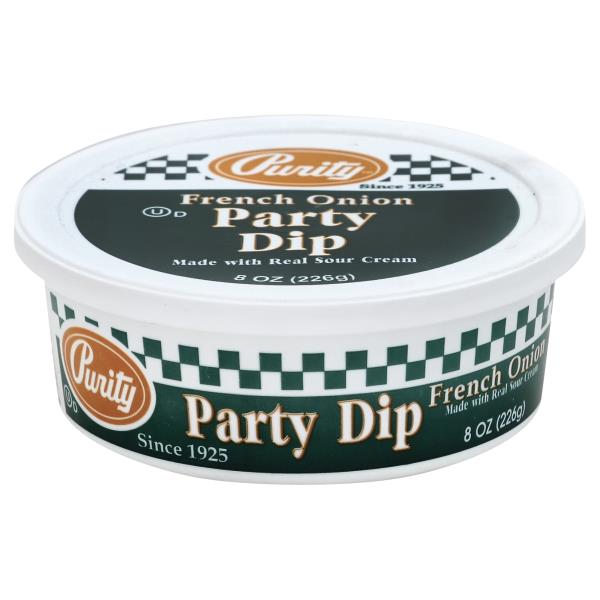 Purity
Since 1925
French Onion
Party
Dip
U D
Made with Real Sour Cream
8 OZ (226g)
Purity
U D
Since 1925
Party Dip
French Onion
Made with Real Sour Cream
8 OZ (226g)